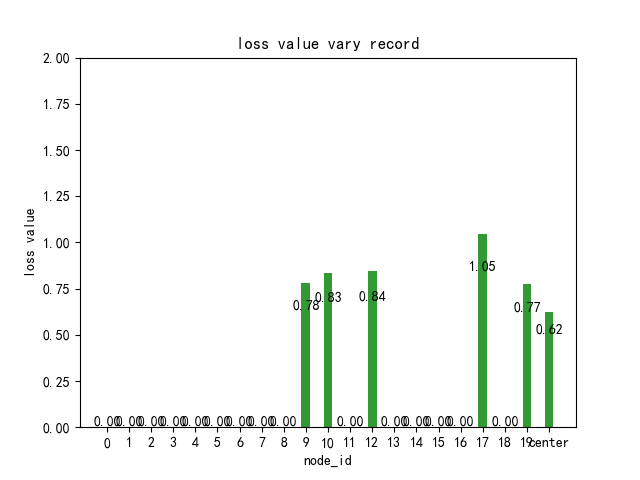 loss value vary record
2.00
1.75
1.50
1.25
1.00
0.75
0.50
0.25
0.00
loss value
0.00 0.00 0.00 0.00 0.00 0.00 0.00 0.00 0.00 0.78 0.83 0.00 0.84 0.00 0.00 0.00 0.00 1.05 0.00 0.77 0.62
0 1 2 3 4 5 6 7 8 9 10 11 12 13 14 15 16 17 18 19 center
node_id